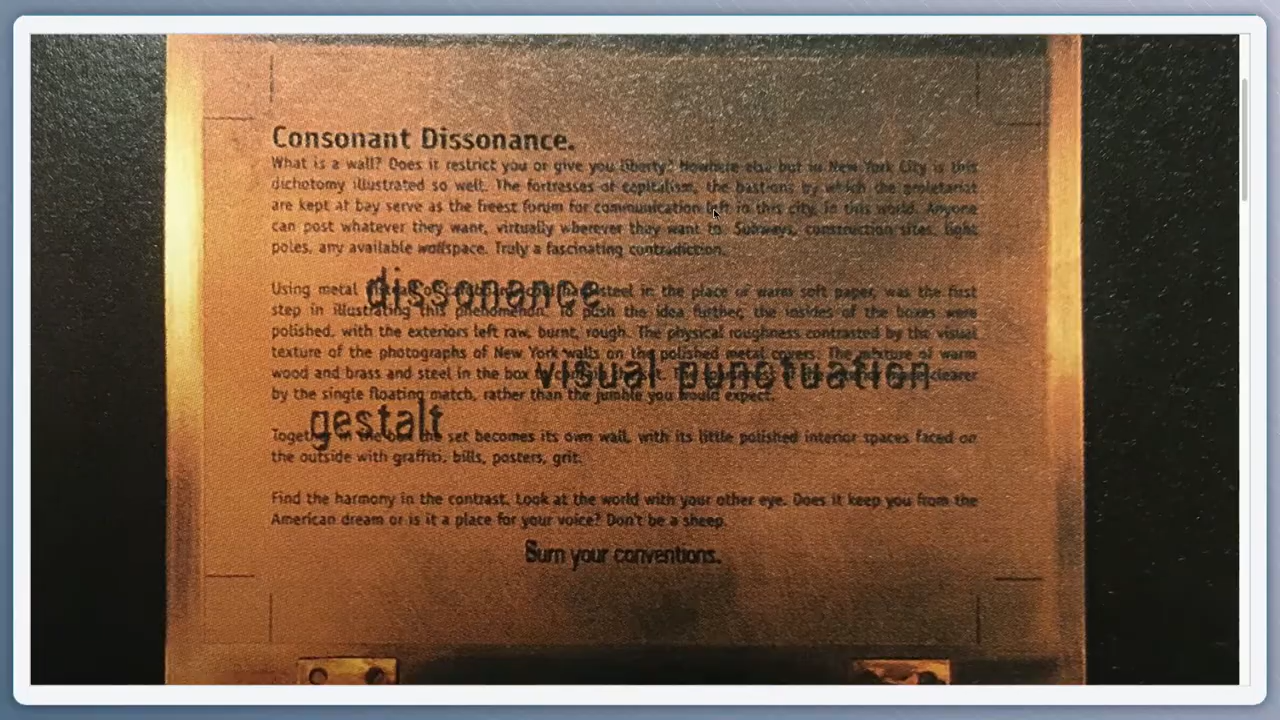 Consonant Dissonance.
What is a wall? Does it restrict you or give you liberty? Nowhere else but in New York City is this
dichotomy illustrated so well. The fortresses of capitalism, the bastions by which the proletariat
are kept at bay serve as the freest forum for communication left in this city, in this world. Anyone
can post whatever they want, virtually wherever they want to. Subways, construction sites, light
poles, any available wallspace. Truly a fascinating contradiction.
dissonance
Using metal steel in the place of warm soft paper, was the first
step in illustrating this phenomenon. To push the idea further, the insides of the boxes were
polished, with the exteriors left raw, burnt, rough. The physical roughness contrasted by the visual
texture of the photographs of New York walls on the polished metal covers. The mixture of warm
visual punctuation
wood and brass and steel in the box clearer
by the single floating match, rather than the jumble you would expect.
gestalt
Together in the box the set becomes its own wall, with its little polished interior spaces faced on
the outside with graffiti, bills, posters, grit.
Find the harmony in the contrast. Look at the world with your other eye. Does it keep you from the
American dream or is it a place for your voice? Don't be a sheep.
Burn your conventions.